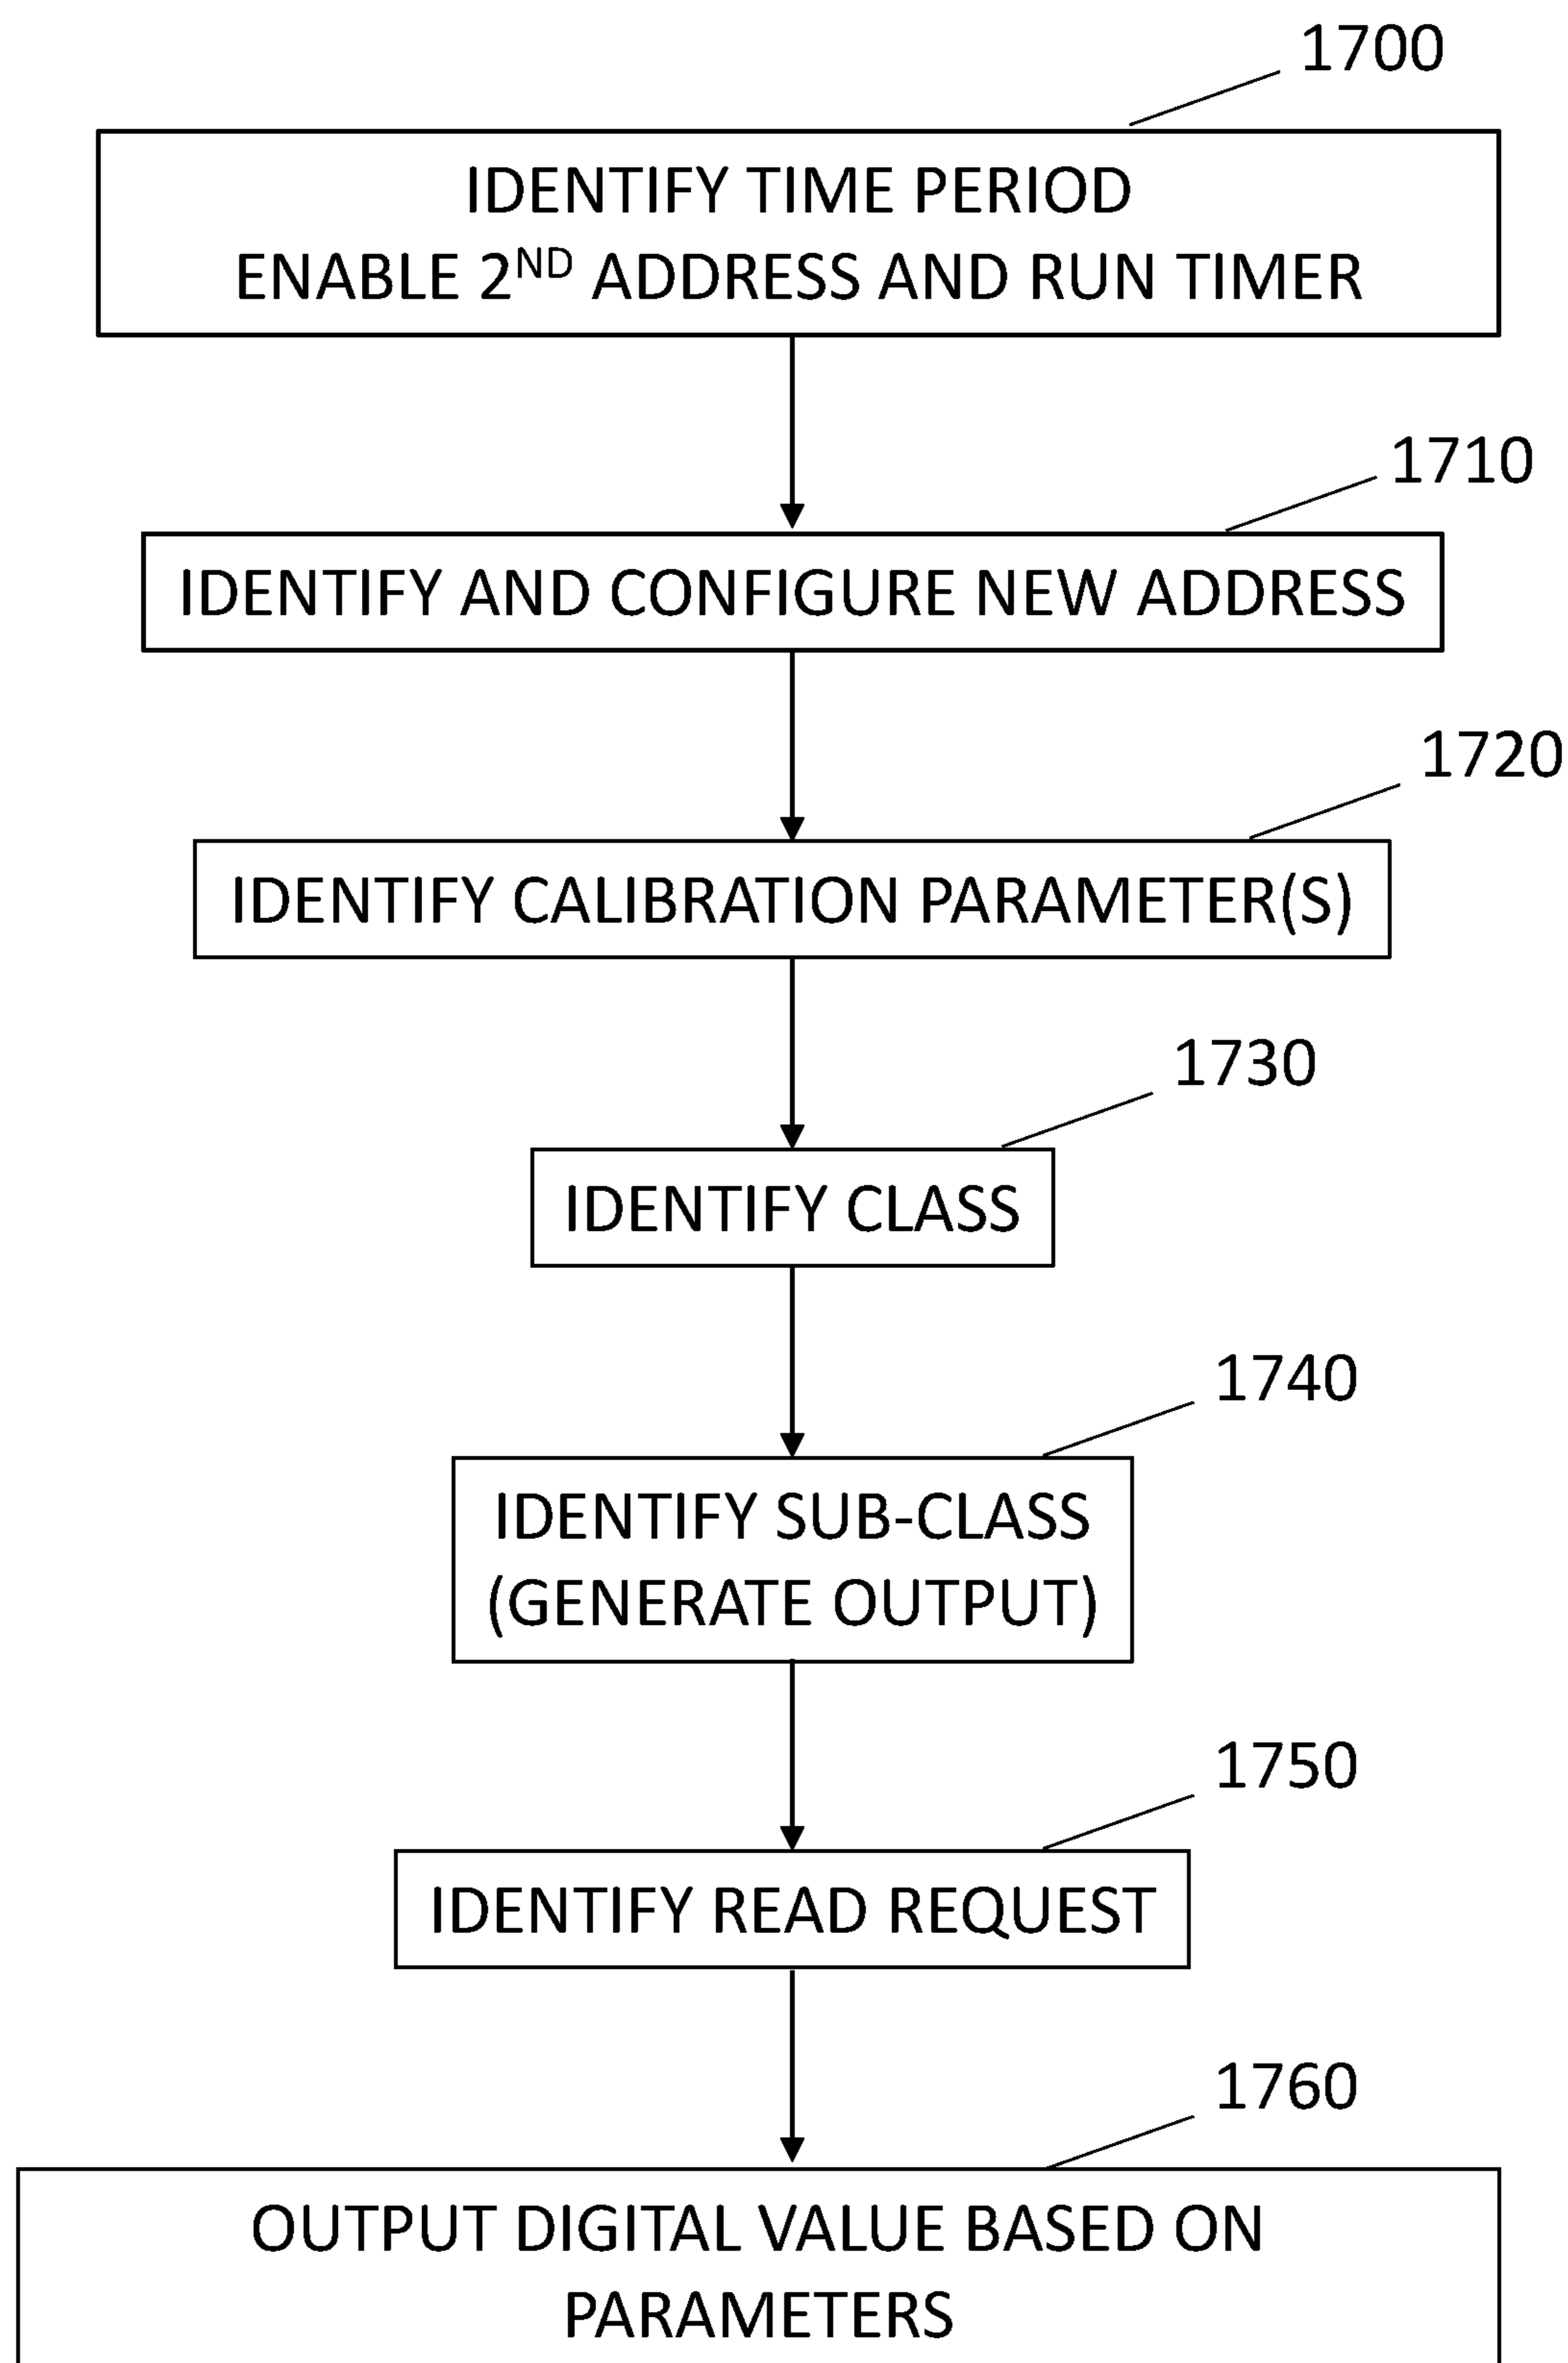 1700
IDENTIFY TIME PERIOD
ENABLE 2ND ADDRESS AND RUN TIMER
1710
IDENTIFY AND CONFIGURE NEW ADDRESS
1720
IDENTIFY CALIBRATION PARAMETER(S)
1730
IDENTIFY CLASS
1740
IDENTIFY SUB-CLASS
(GENERATE OUTPUT)
1750
IDENTIFY READ REQUEST
1760
OUTPUT DIGITAL VALUE BASED ON
PARAMETERS